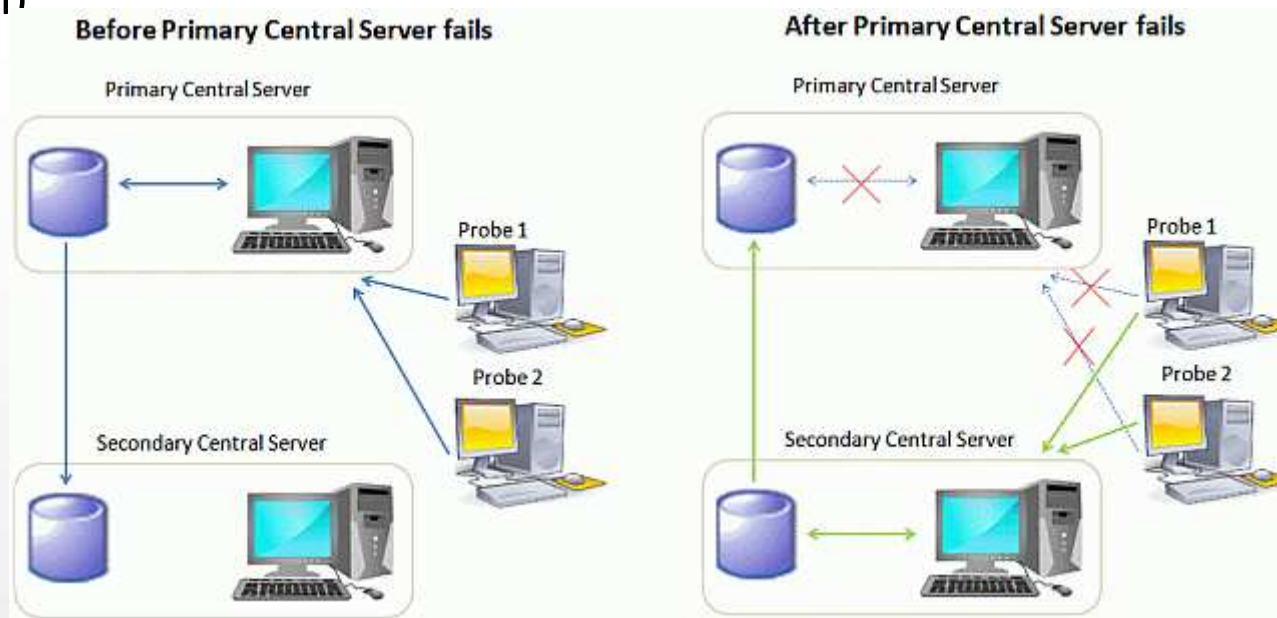 Before Primary Central Server fails
Primary Central Server
Probe 1
Probe 2
Secondary Central Server
After Primary Central Server fails
Primary Central Server
Probe 1
Probe 2
Secondary Central Server